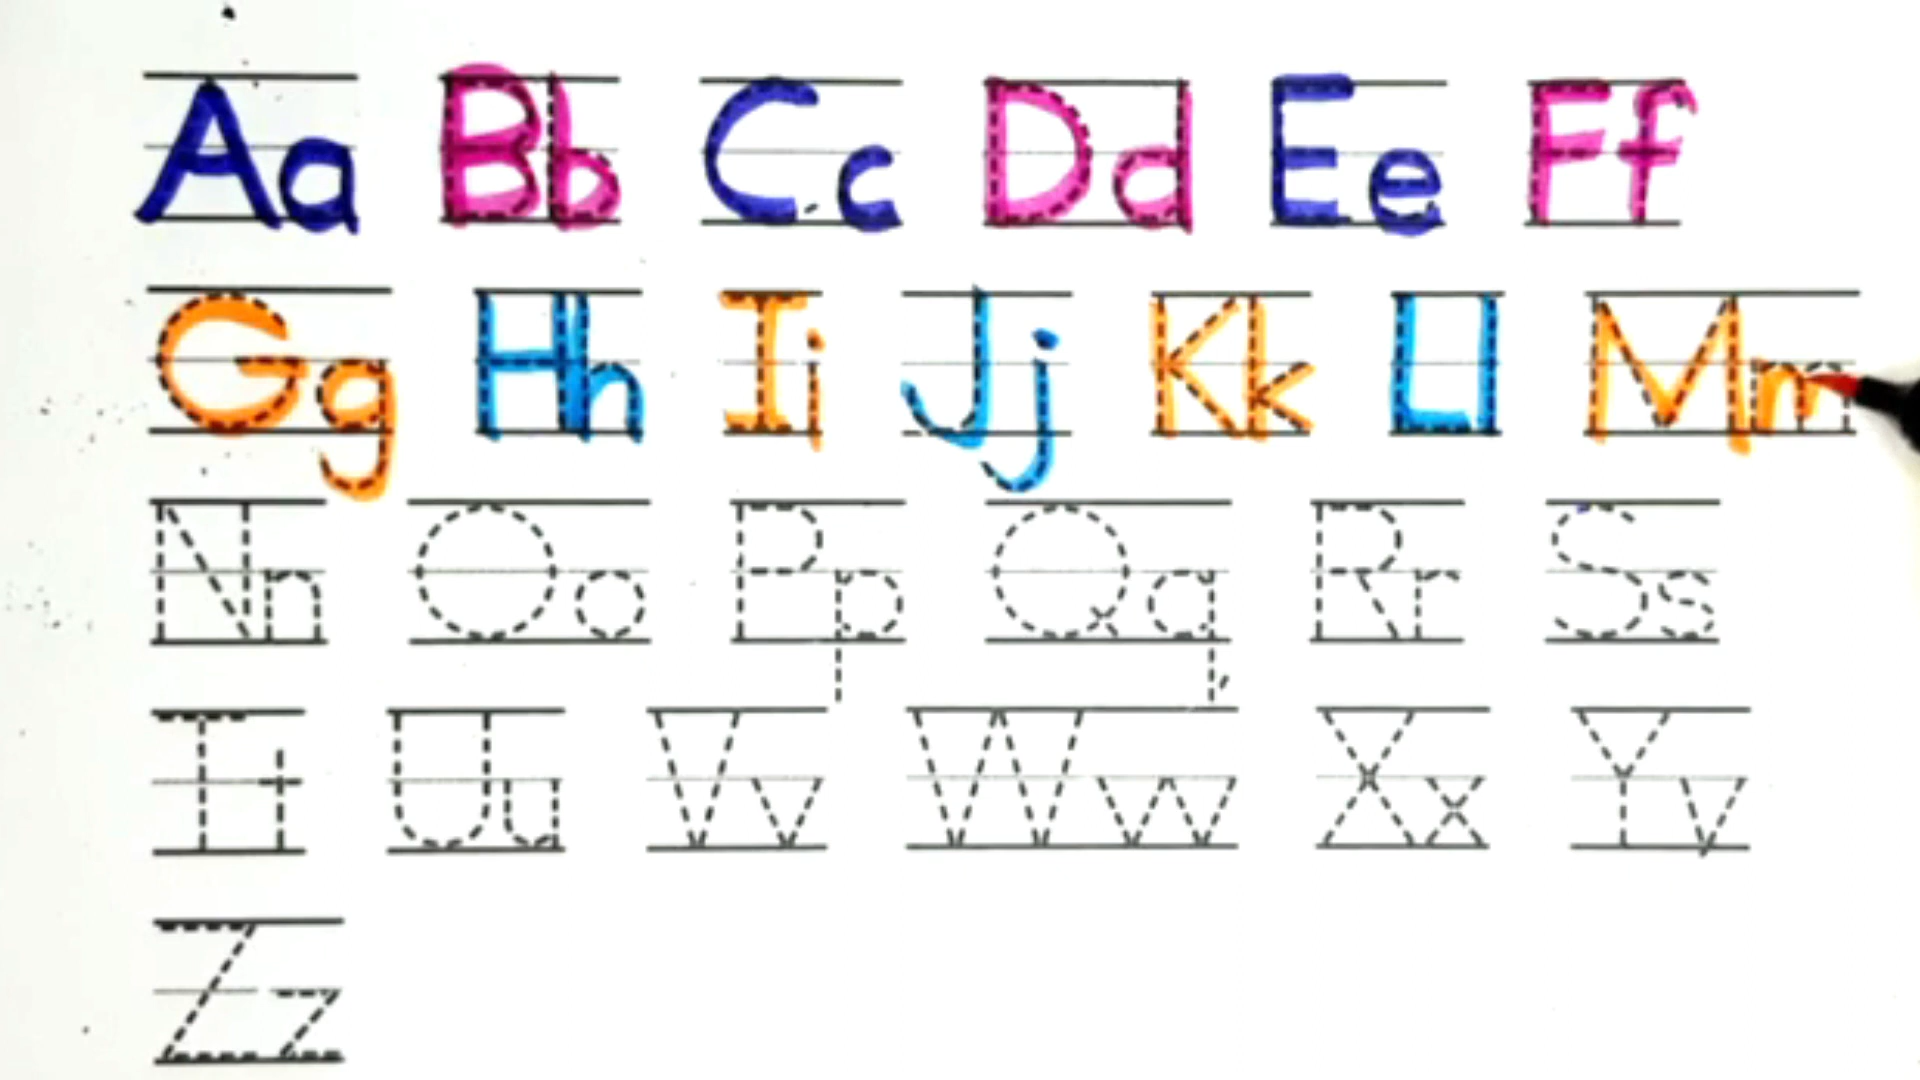 Aa Bb Cc Dd Ee Ff
Gg Hh Ii Jj Kk Ll Mm
Nn Oo Pp Qq Rr Ss
Tt Uu Vv Ww Xx Yy
Zz